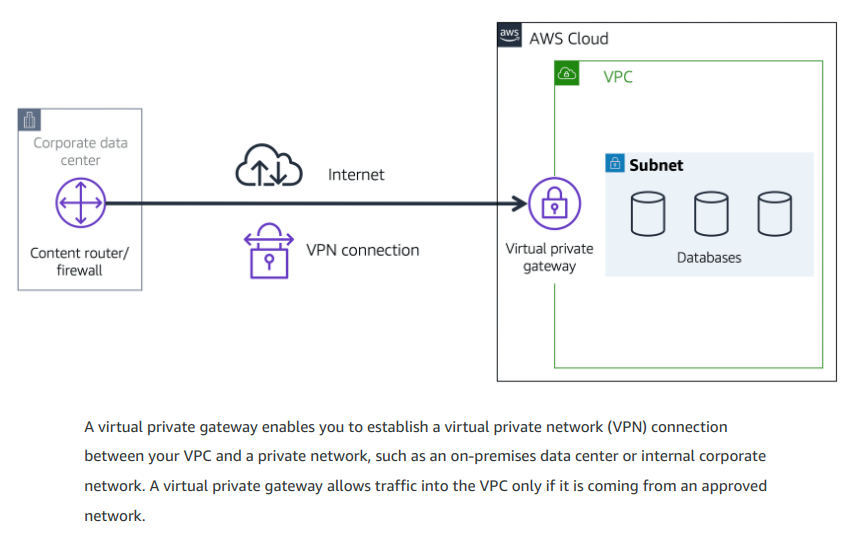 aws
AWS Cloud
VPC
Corporate data
center
Content router/
firewall
Internet
VPN connection
Virtual private
gateway
Subnet
Databases
A virtual private gateway enables you to establish a virtual private network (VPN) connection
between your VPC and a private network, such as an on-premises data center or internal corporate
network. A virtual private gateway allows traffic into the VPC only if it is coming from an approved
network.